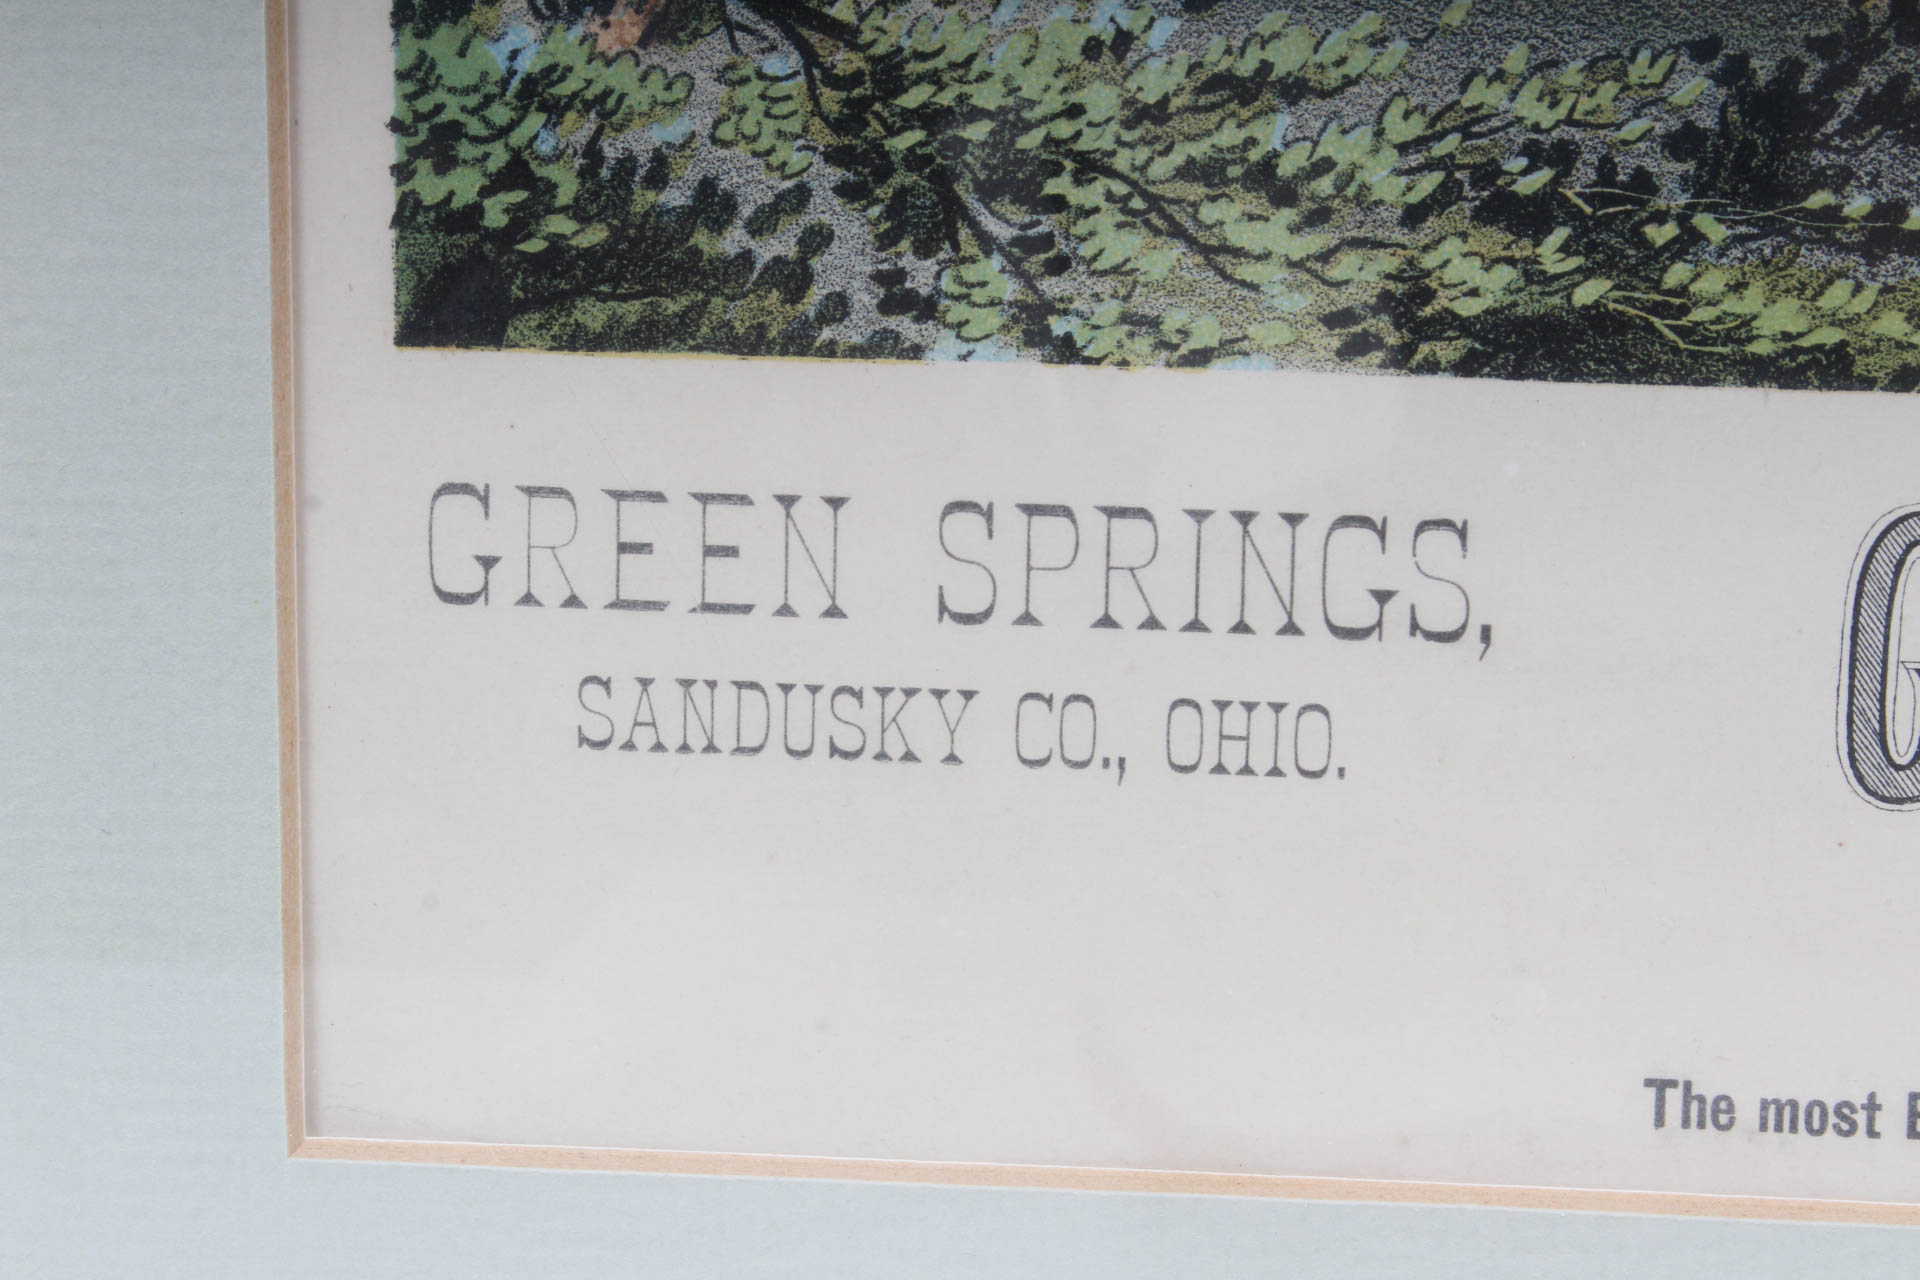 GREEN SPRINGS,
SANDUSKY CO., OHIO.
G
The most